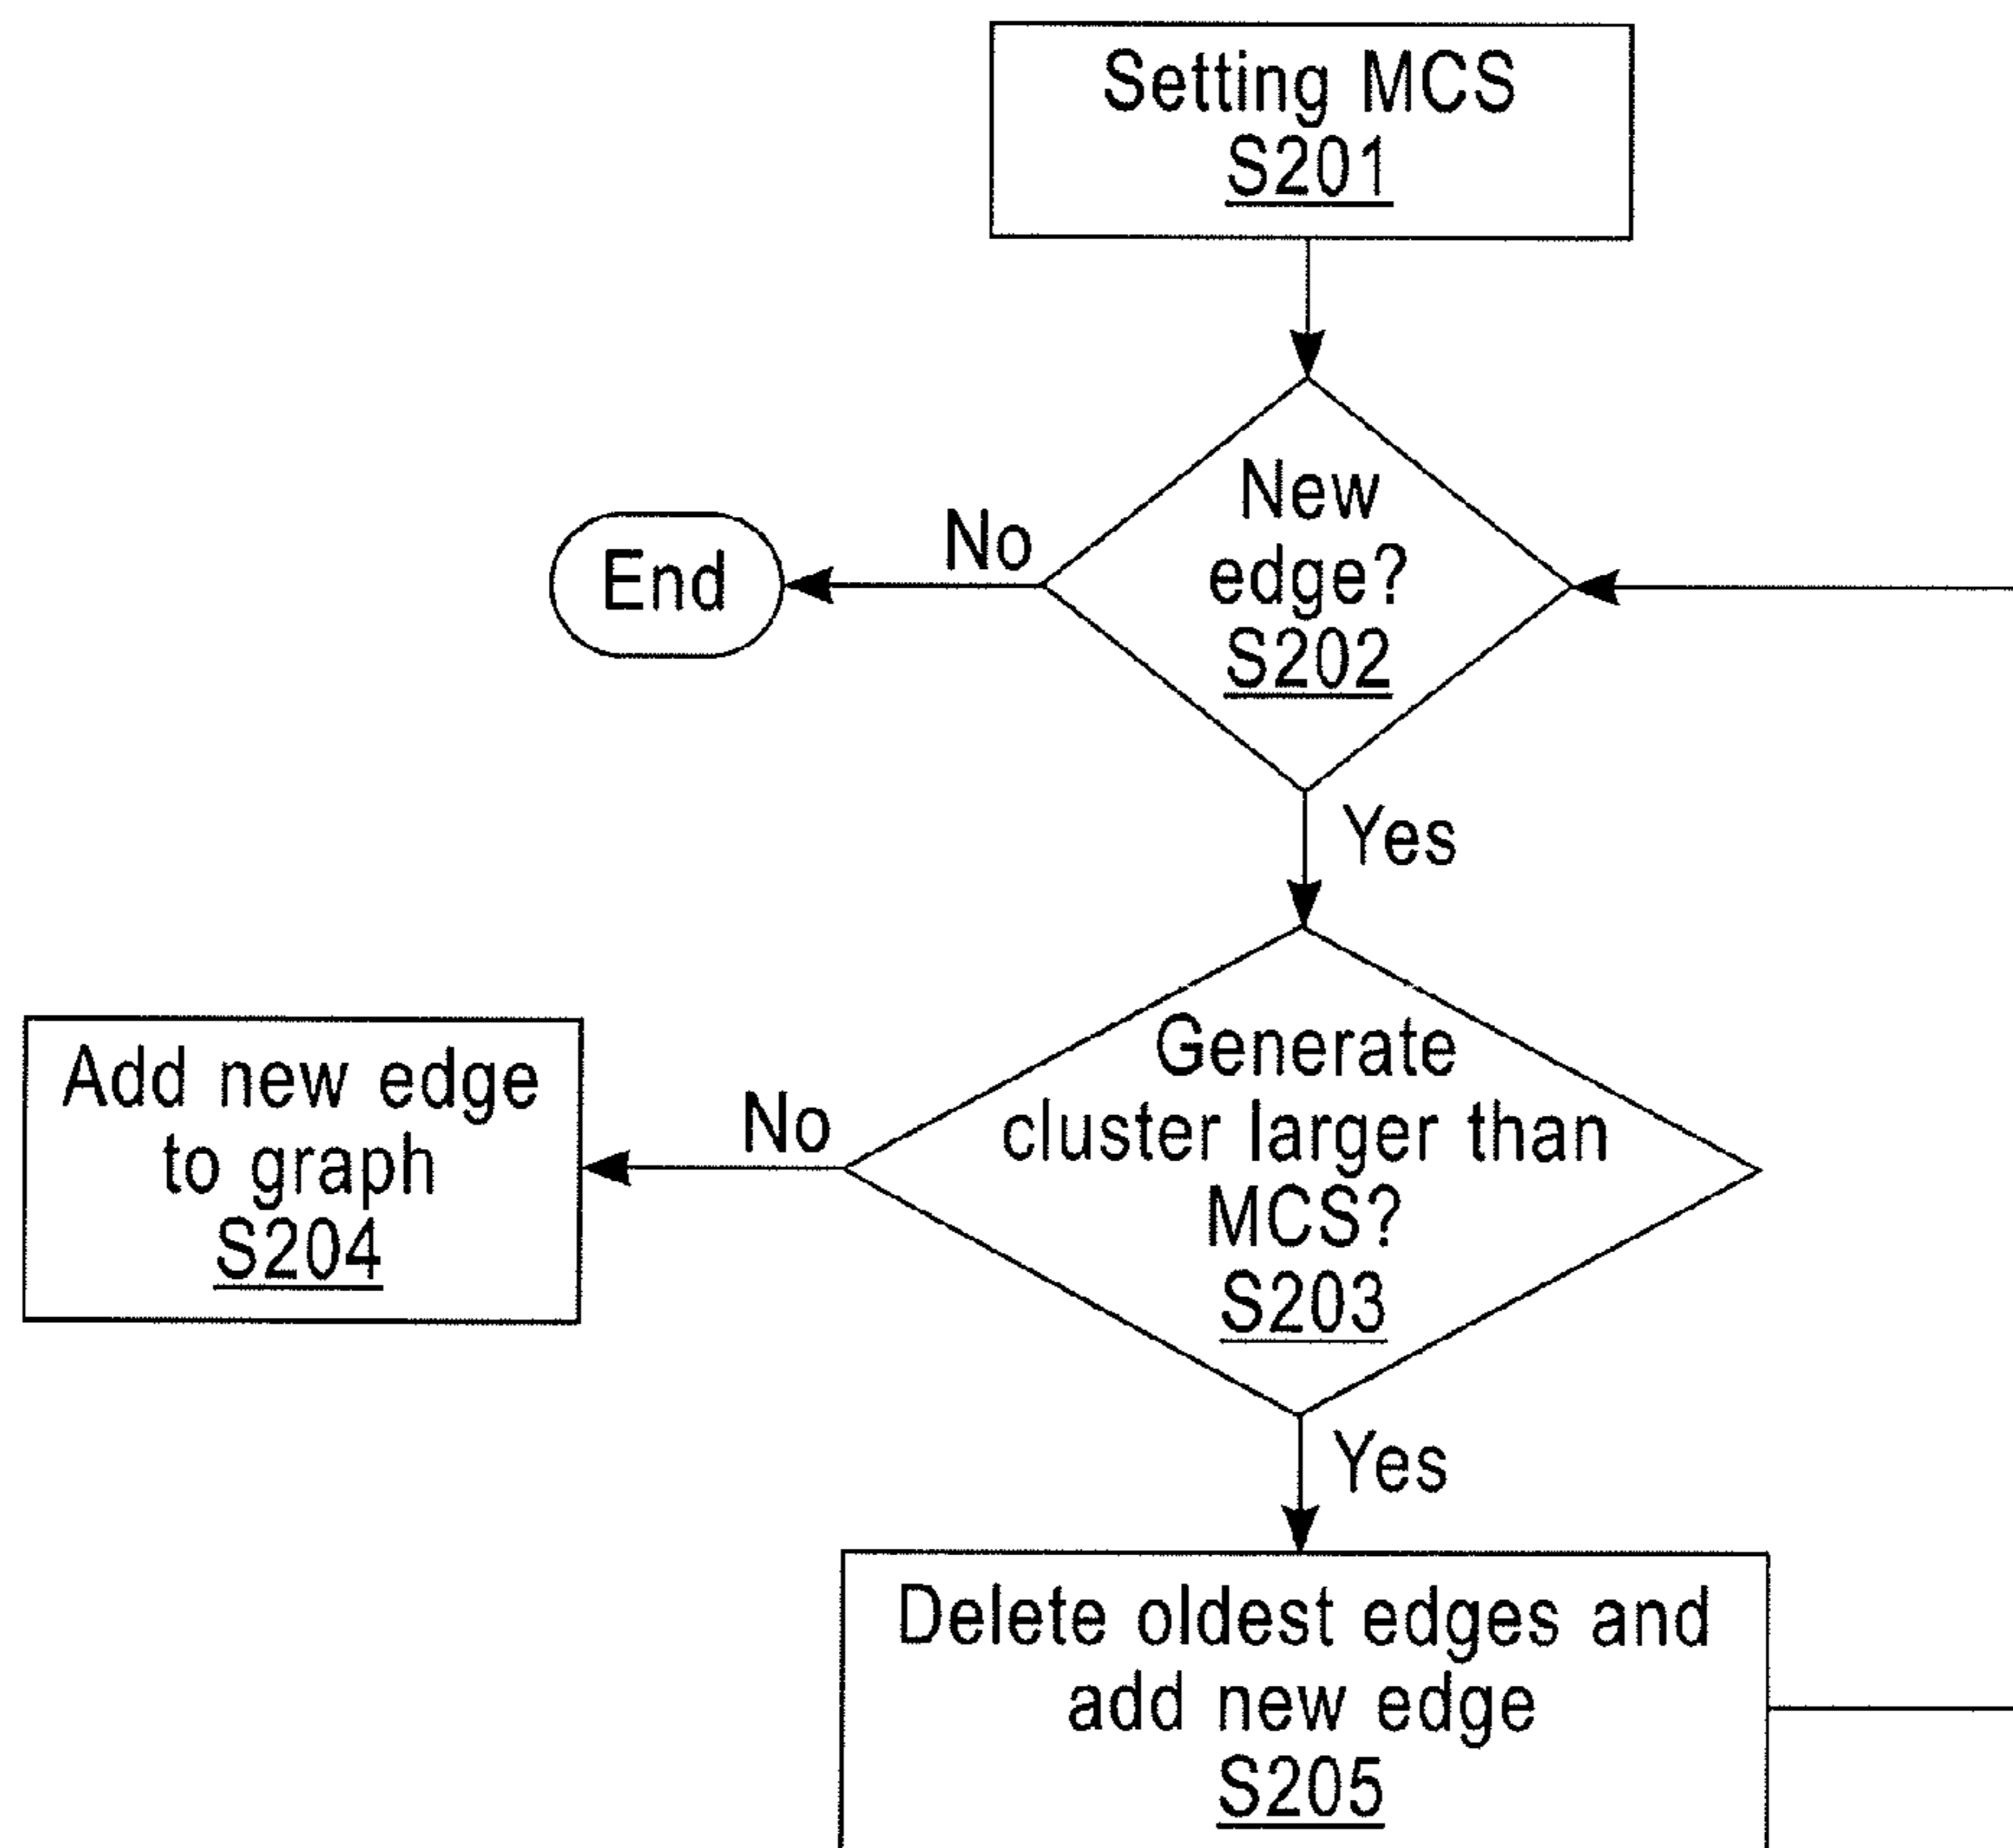 Setting MCS
S201
New
edge?
S202
No
End
Yes
Generate
cluster larger than
MCS?
S203
No
Add new edge
to graph
S204
Yes
Delete oldest edges and
add new edge
S205